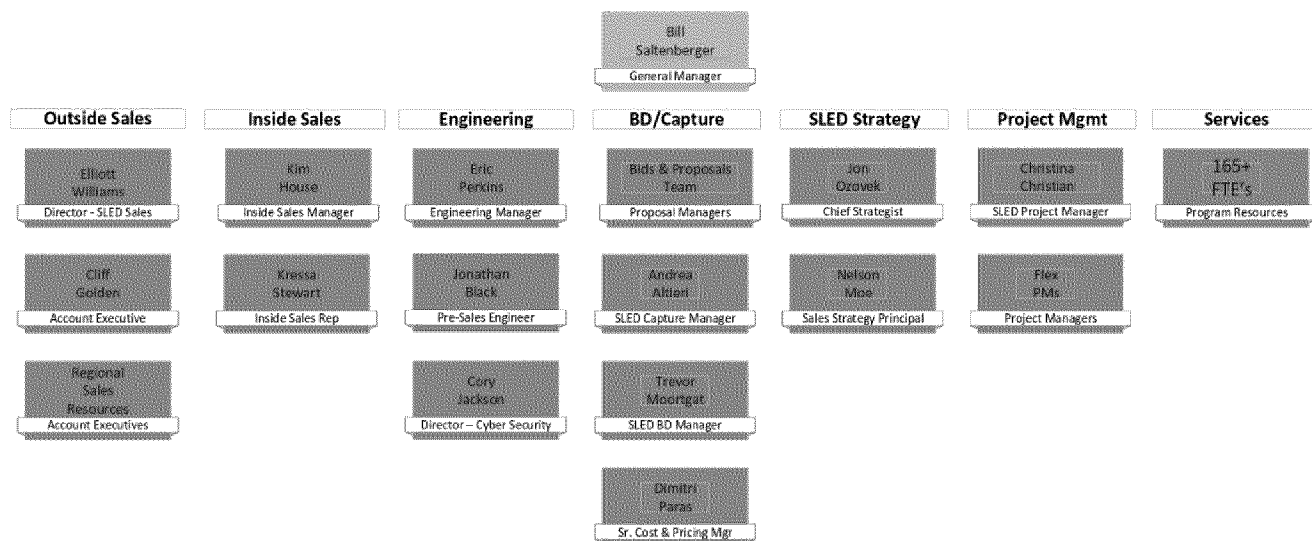 Bill
Saltenberger
General Manager
Outside Sales
Inside Sales
Engineering
BD/Capture
SLED Strategy
Project Mgmt
Services
Elliott
Williams
Director - SLED Sales
Kim
House
Inside Sales Manager
Eric
Perkins
Engineering Manager
Bids & Proposals
Team
Proposal Managers
Jon
Ozovek
Chief Strategist
Christina
Christian
SLED Project Manager
165+
FTE's
Program Resources
Cliff
Golden
Account Executive
Kressa
Stewart
Inside Sales Rep
Jonathan
Black
Pre-Sales Engineer
Andrea
Altieri
SLED Capture Manager
Nelson
Moe
Sales Strategy Principal
Flex
PMs
Project Managers
Regional
Sales
Resources
Account Executives
Cory
Jackson
Director – Cyber Security
Trevor
Moortgat
SLED BD Manager
Dimitri
Paras
Sr. Cost & Pricing Mgr